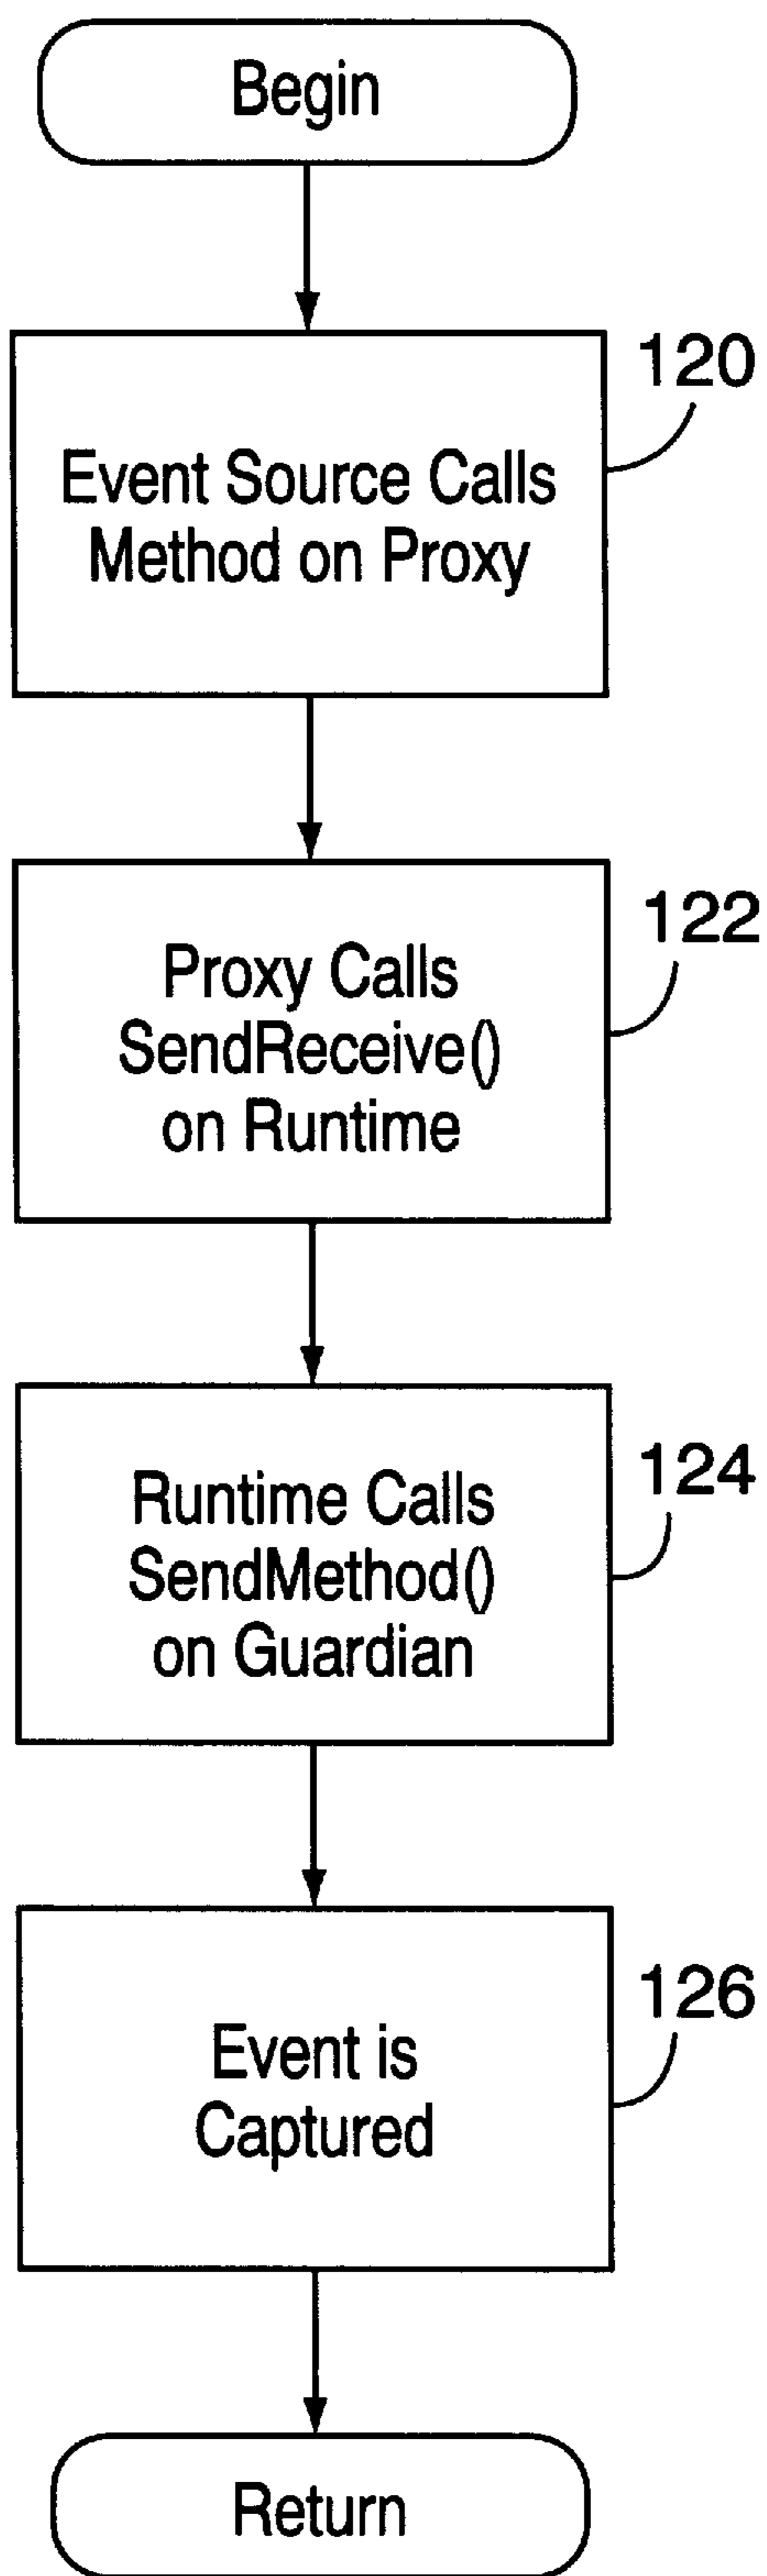 Begin
120
Event Source Calls
Method on Proxy
122
Proxy Calls
SendReceive()
on Runtime
124
Runtime Calls
SendMethod()
on Guardian
126
Event is
Captured
Return